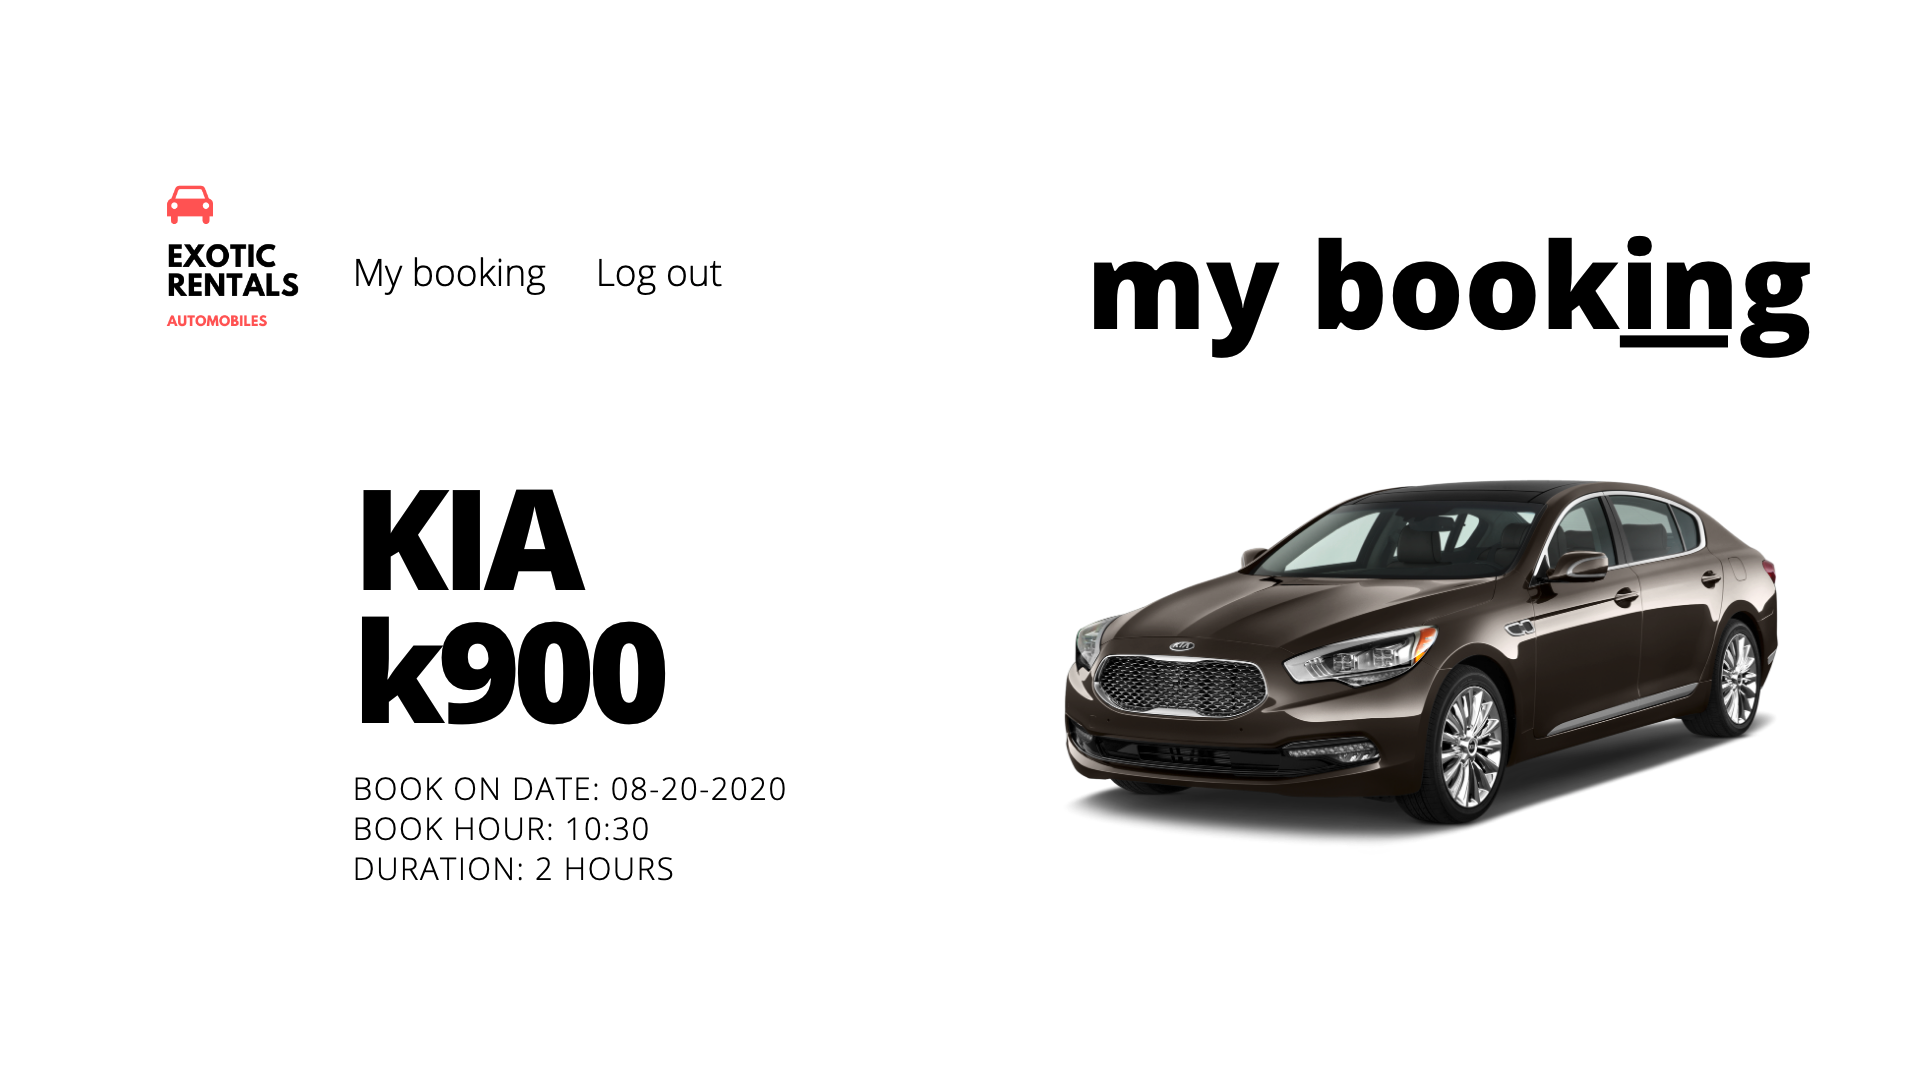 EXOTIC
RENTALS
AUTOMOBILES
My booking
Log out
my booking
KIA
k900
BOOK ON DATE: 08-20-2020
BOOK HOUR: 10:30
DURATION: 2 HOURS
KIA